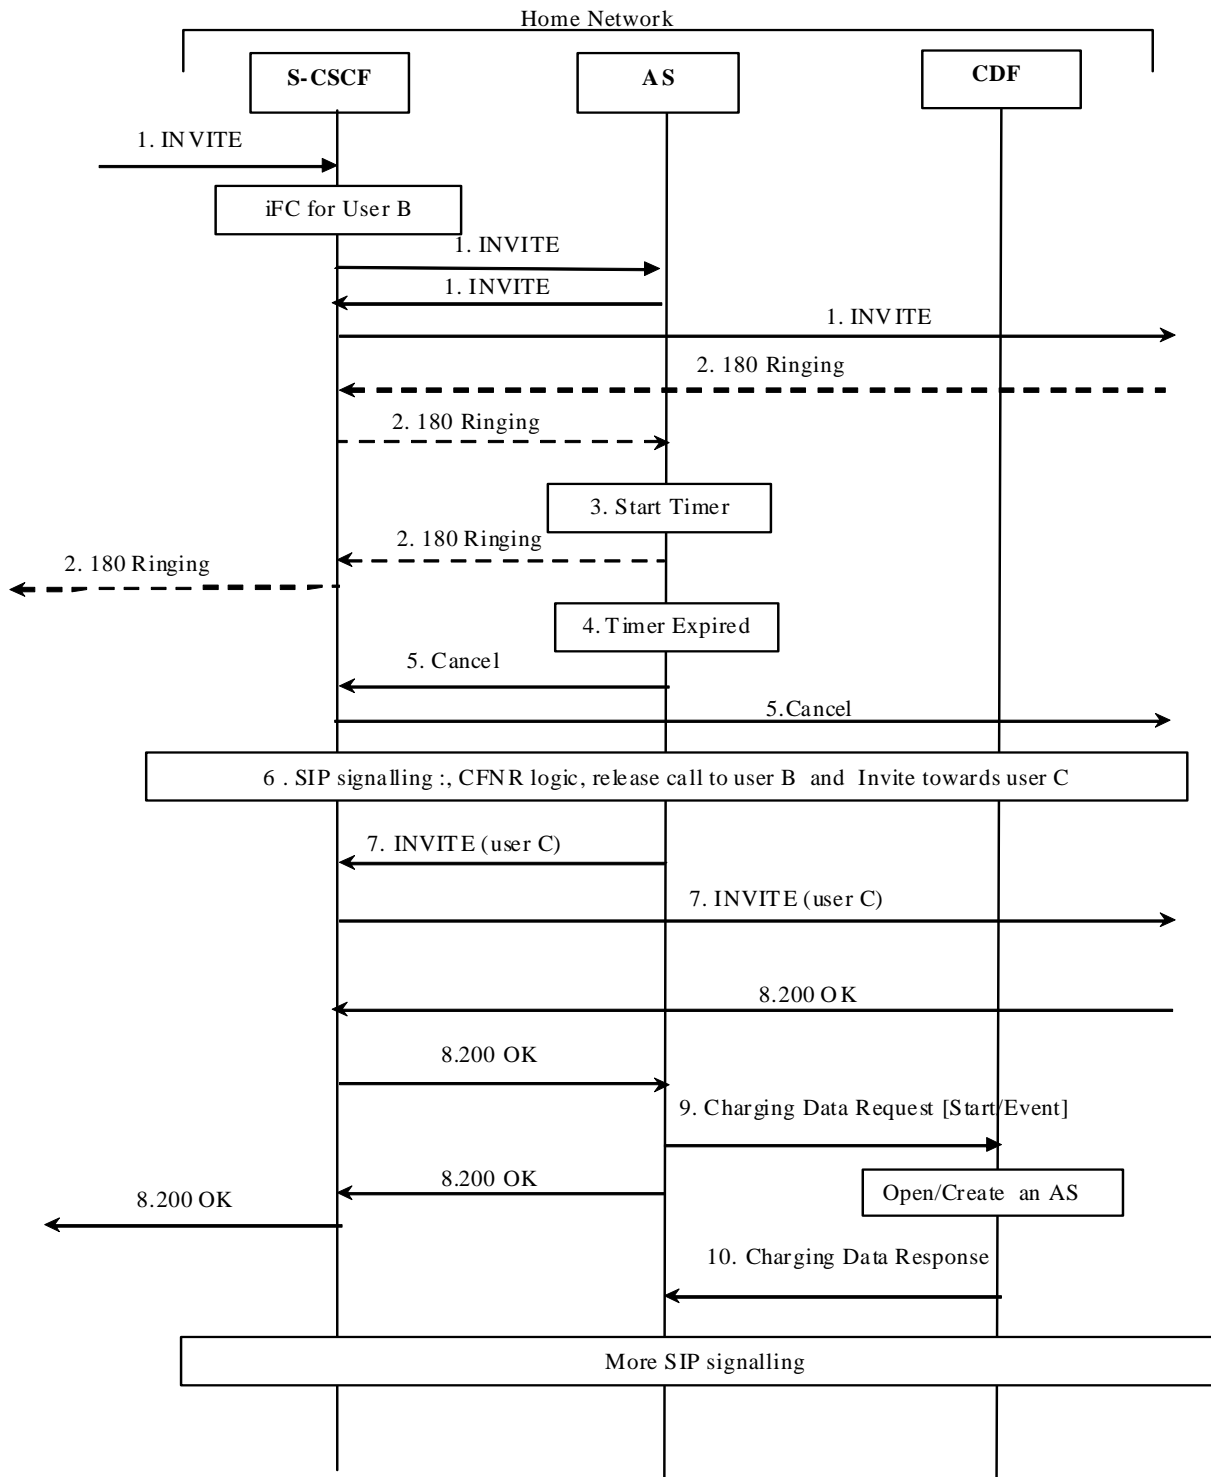 Home Network
S-CSCF
AS
CDF
1. INVITE
iFC for User B
1. INVITE
1. INVITE
1. INVITE
2. 180 Ringing
2. 180 Ringing
3. Start Timer
2. 180 Ringing
2. 180 Ringing
4. Timer Expired
5. Cancel
5.Cancel
6 . SIP signalling :, CFNR logic, release call to user B and Invite towards user C
7. INVITE (user C)
7. INVITE (user C)
8.200 OK
8.200 OK
9. Charging Data Request [Start/Event]
8.200 OK
Open/Create an AS
8.200 OK
10. Charging Data Response
More SIP signalling